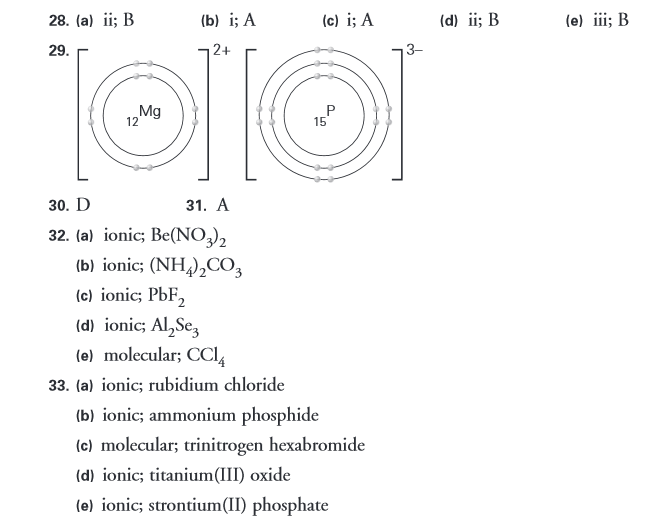 28. (a) ii; B (b) i; A (c) i; A (d) ii; B (e) iii; B
29. [ ₁₂Mg ]2+ [ ₁₅P ]3–
30. D 31. A
32. (a) ionic; Be(NO₃)₂
(b) ionic; (NH₄)₂CO₃
(c) ionic; PbF₂
(d) ionic; Al₂Se₃
(e) molecular; CCl₄
33. (a) ionic; rubidium chloride
(b) ionic; ammonium phosphide
(c) molecular; trinitrogen hexabromide
(d) ionic; titanium(III) oxide
(e) ionic; strontium(II) phosphate